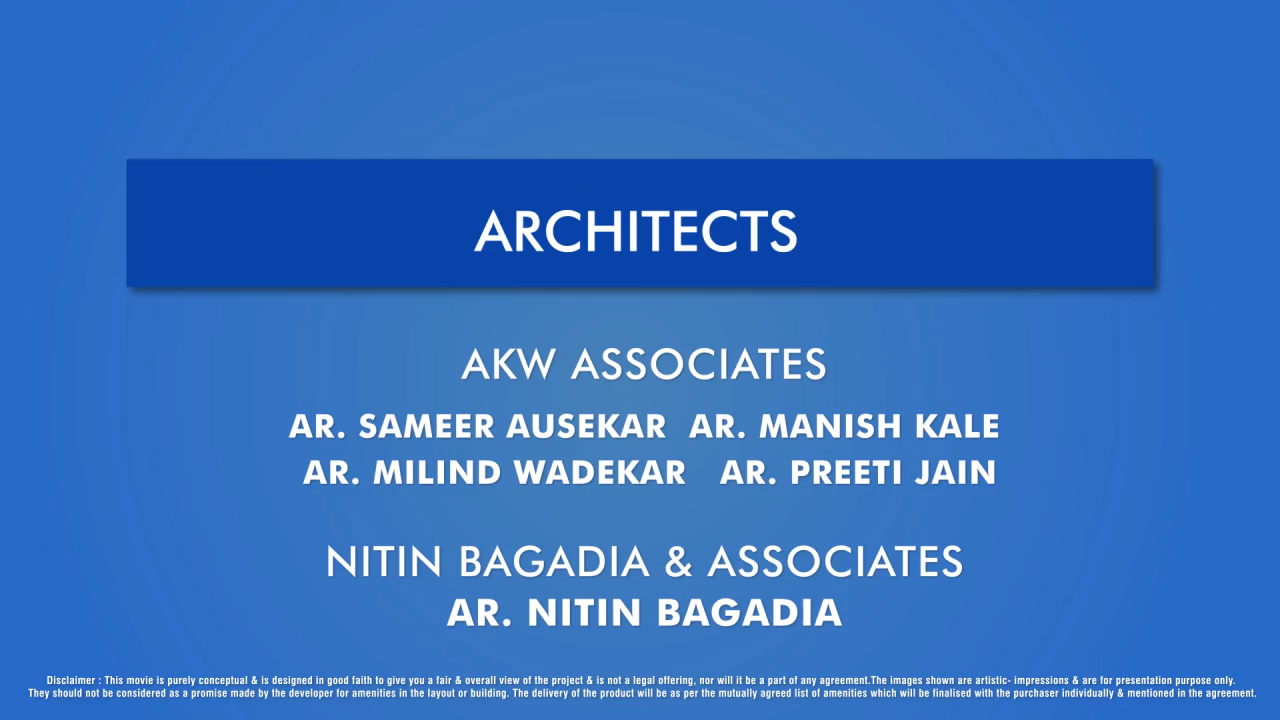 ARCHITECTS
AKW ASSOCIATES
AR. SAMEER AUSEKAR AR. MANISH KALE
AR. MILIND WADEKAR AR. PREETI JAIN
NITIN BAGADIA & ASSOCIATES
AR. NITIN BAGADIA
Disclaimer : This movie is purely conceptual & is designed in good faith to give you a fair & overall view of the project & is not a legal offering, nor will it be a part of any agreement.The images shown are artistic- impressions & are for presentation purpose only.
They should not be considered as a promise made by the developer for amenities in the layout or building. The delivery of the product will be as per the mutually agreed list of amenities which will be finalised with the purchaser individually & mentioned in the agreement.